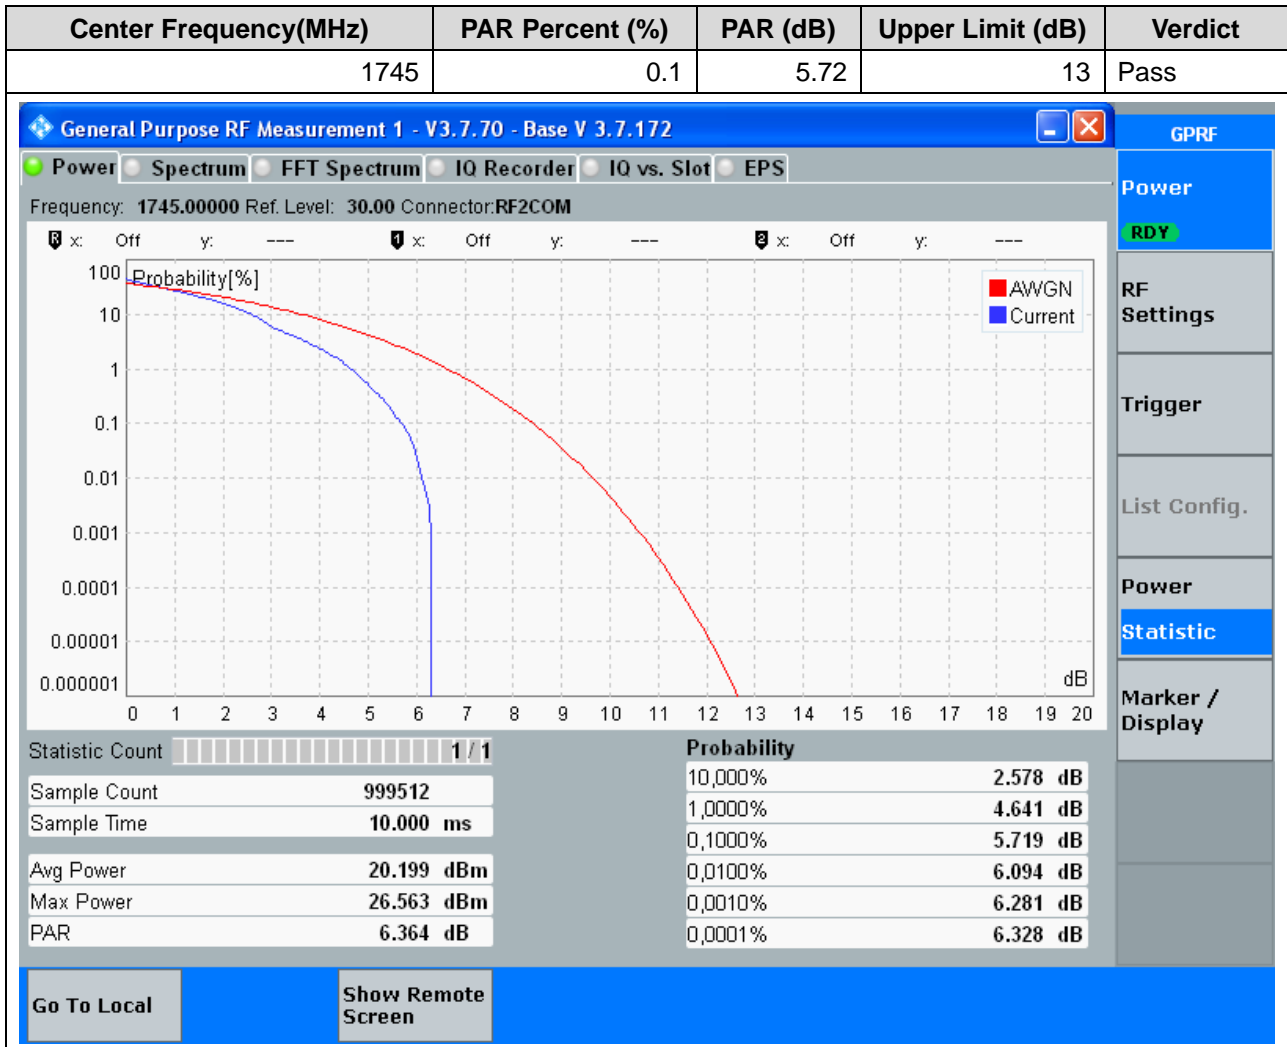 Center Frequency(MHz) PAR Percent (%) PAR (dB) Upper Limit (dB) Verdict
1745 0.1 5.72 13 Pass
General Purpose RF Measurement 1 - V3.7.70 - Base V 3.7.172
GPRF
Power Spectrum FFT Spectrum IQ Recorder IQ vs. Slot EPS
Power
RDY
Frequency: 1745.00000 Ref. Level: 30.00 Connector:RF2COM
R x: Off y: --- 1 x: Off y: --- 2 x: Off y: ---
Probability[%]
AWGN
Current
100
10
1
0.1
0.01
0.001
0.0001
0.00001
0.000001
dB
0 1 2 3 4 5 6 7 8 9 10 11 12 13 14 15 16 17 18 19 20
RF
Settings
Trigger
List Config.
Power
Statistic
Marker /
Display
Statistic Count 1 / 1
Sample Count 999512
Sample Time 10.000 ms
Avg Power 20.199 dBm
Max Power 26.563 dBm
PAR 6.364 dB
Probability
10,000% 2.578 dB
1,0000% 4.641 dB
0,1000% 5.719 dB
0,0100% 6.094 dB
0,0010% 6.281 dB
0,0001% 6.328 dB
Go To Local
Show Remote
Screen